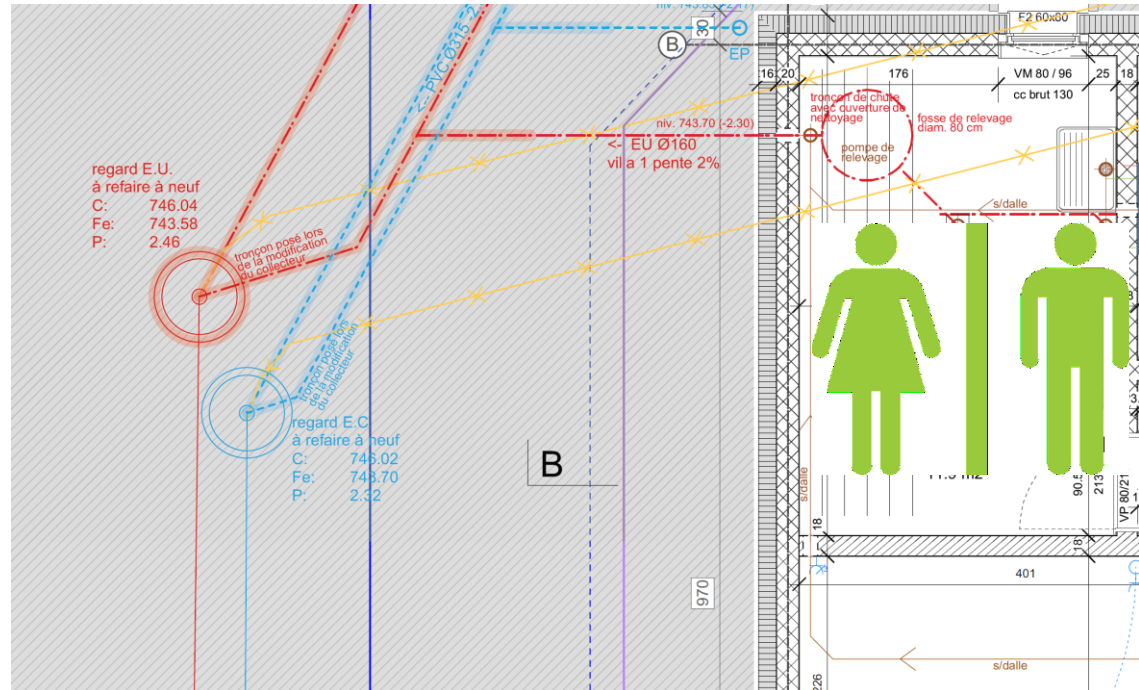 niv. 743.70 (-2.30)
30
B
EP
<- PVC Ø315
F2 60x60
16
20
176
VM 80 / 96
25
18
cc brut 130
tronçon de chute
avec ouverture de
nettoyage
fosse de relevage
diam. 80 cm
pompe de
relevage
<- EU Ø160
vil a 1 pente 2%
s/dalle
regard E.U.
à refaire à neuf
C: 746.04
Fe: 743.58
P: 2.46
tronçon posé lors
de la modification
du collecteur
tronçon posé lors
de la modification
du collecteur
regard E.C
à refaire à neuf
C: 746.02
Fe: 743.70
P: 2.32
B
s/dalle
90.5
213
VP 80/21
18
18
401
970
s/dalle
226